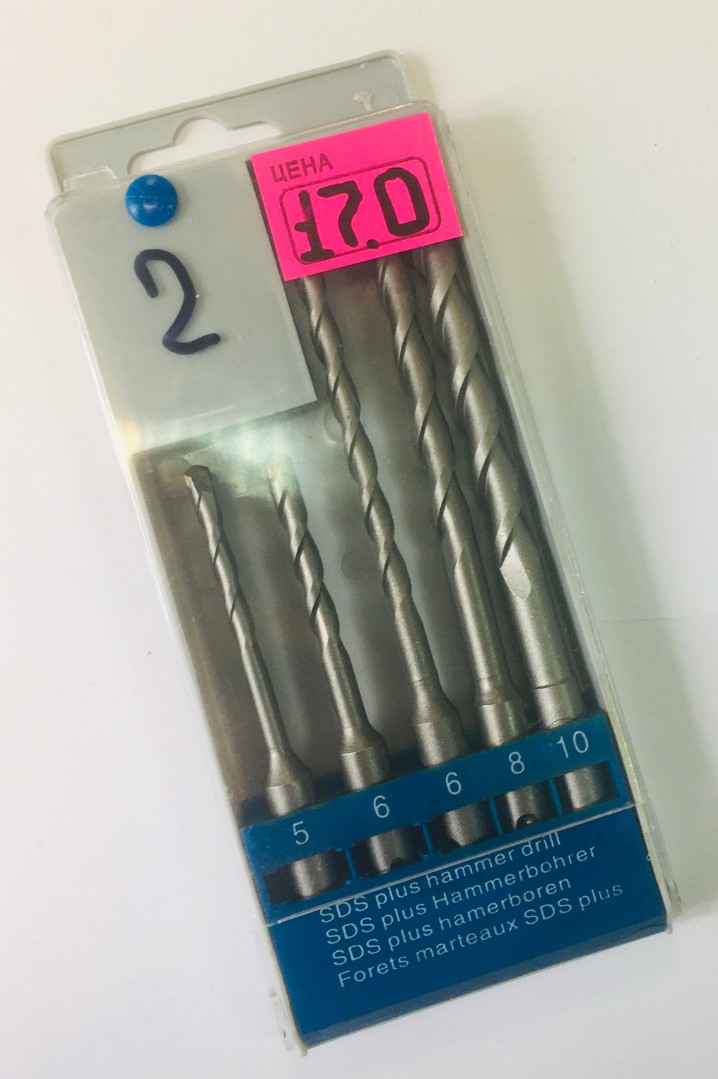 ЦЕНА
17.0
2
5 6 6 8 10
SDS plus hammer drill
SDS plus Hammerbohrer
SDS plus hamerboren
Forets marteaux SDS plus